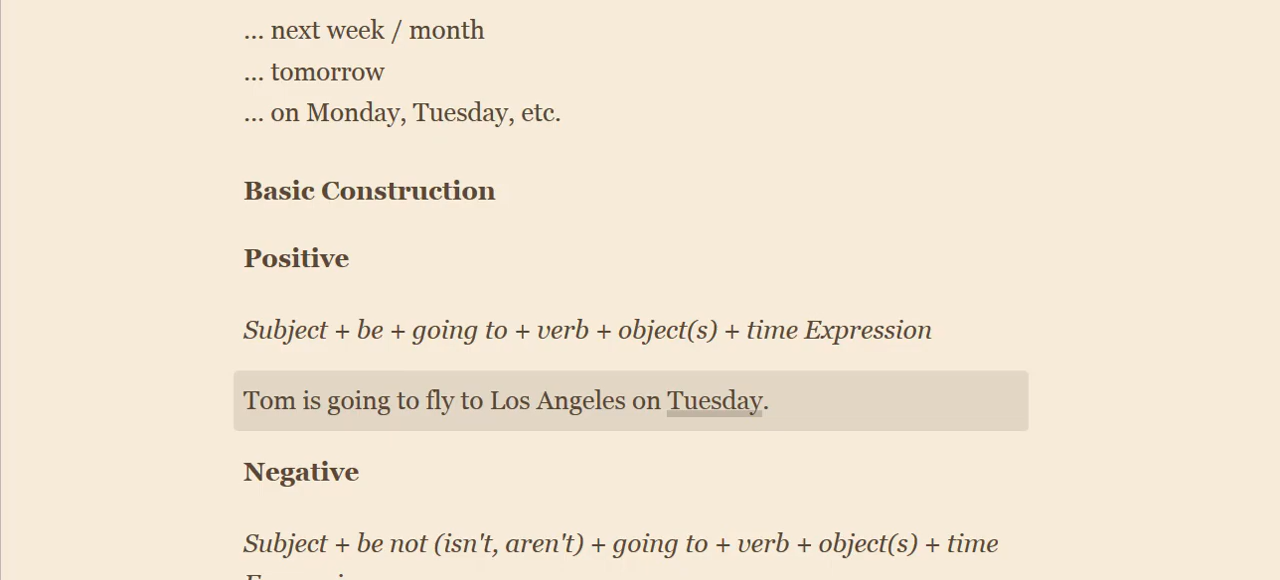 ... next week / month
... tomorrow
... on Monday, Tuesday, etc.
Basic Construction
Positive
Subject + be + going to + verb + object(s) + time Expression
Tom is going to fly to Los Angeles on Tuesday.
Negative
Subject + be not (isn't, aren't) + going to + verb + object(s) + time